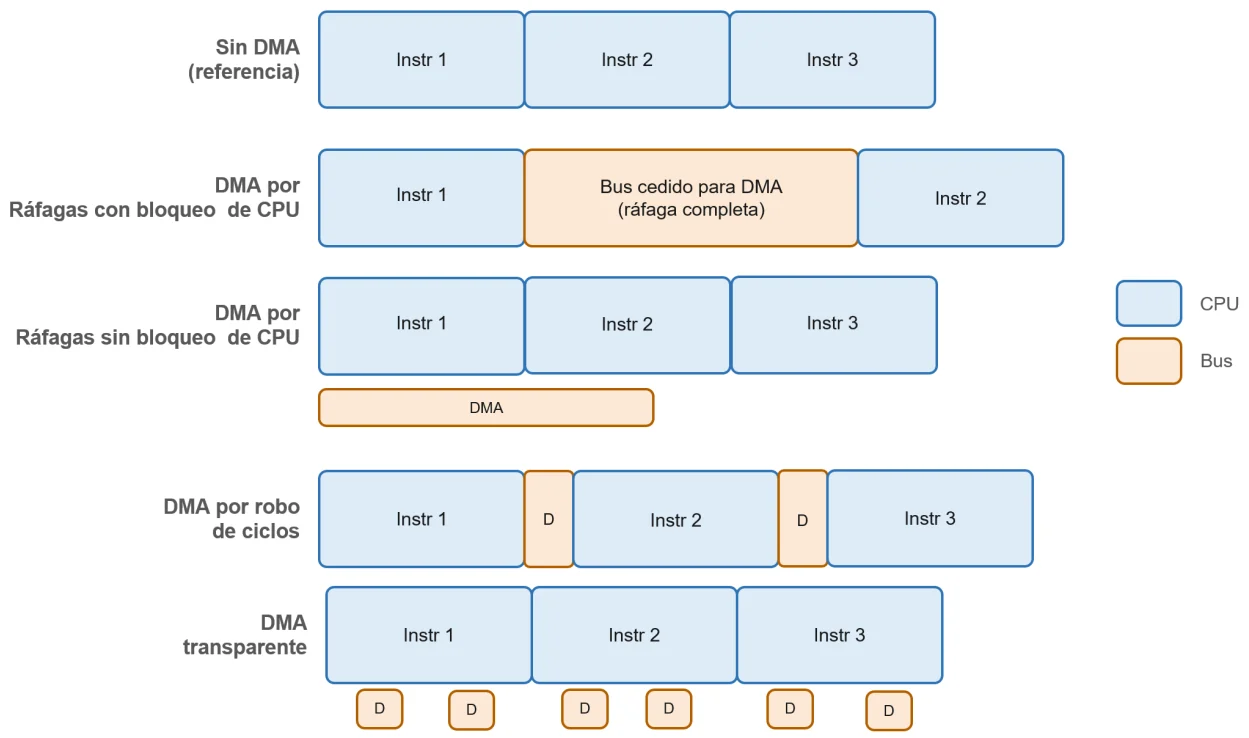 Sin DMA
(referencia)
Instr 1
Instr 2
Instr 3
DMA por
Ráfagas con bloqueo  de CPU
Instr 1
Bus cedido para DMA
(ráfaga completa)
Instr 2
DMA por
Ráfagas sin bloqueo  de CPU
Instr 1
Instr 2
Instr 3
DMA
CPU
Bus
DMA por robo
de ciclos
Instr 1
D
Instr 2
D
Instr 3
DMA
transparente
Instr 1
Instr 2
Instr 3
D
D
D
D
D
D